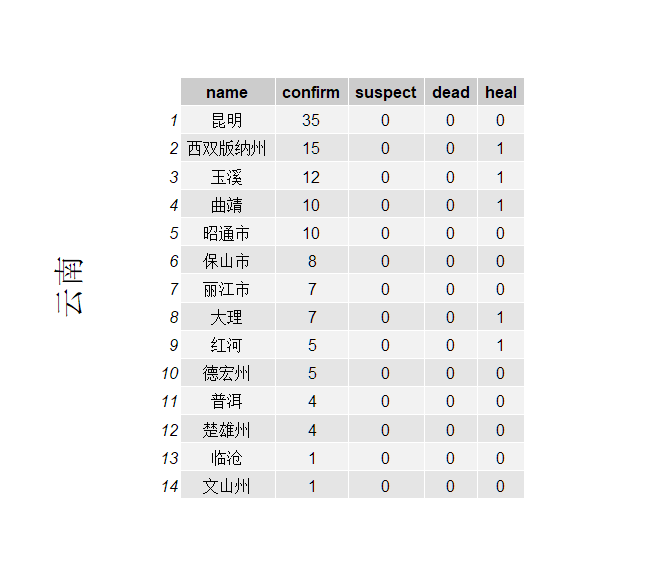 云南
name confirm suspect dead heal
1 昆明 35 0 0 0
2 西双版纳州 15 0 0 1
3 玉溪 12 0 0 1
4 曲靖 10 0 0 1
5 昭通市 10 0 0 0
6 保山市 8 0 0 0
7 丽江市 7 0 0 0
8 大理 7 0 0 1
9 红河 5 0 0 1
10 德宏州 5 0 0 0
11 普洱 4 0 0 0
12 楚雄州 4 0 0 0
13 临沧 1 0 0 0
14 文山州 1 0 0 0